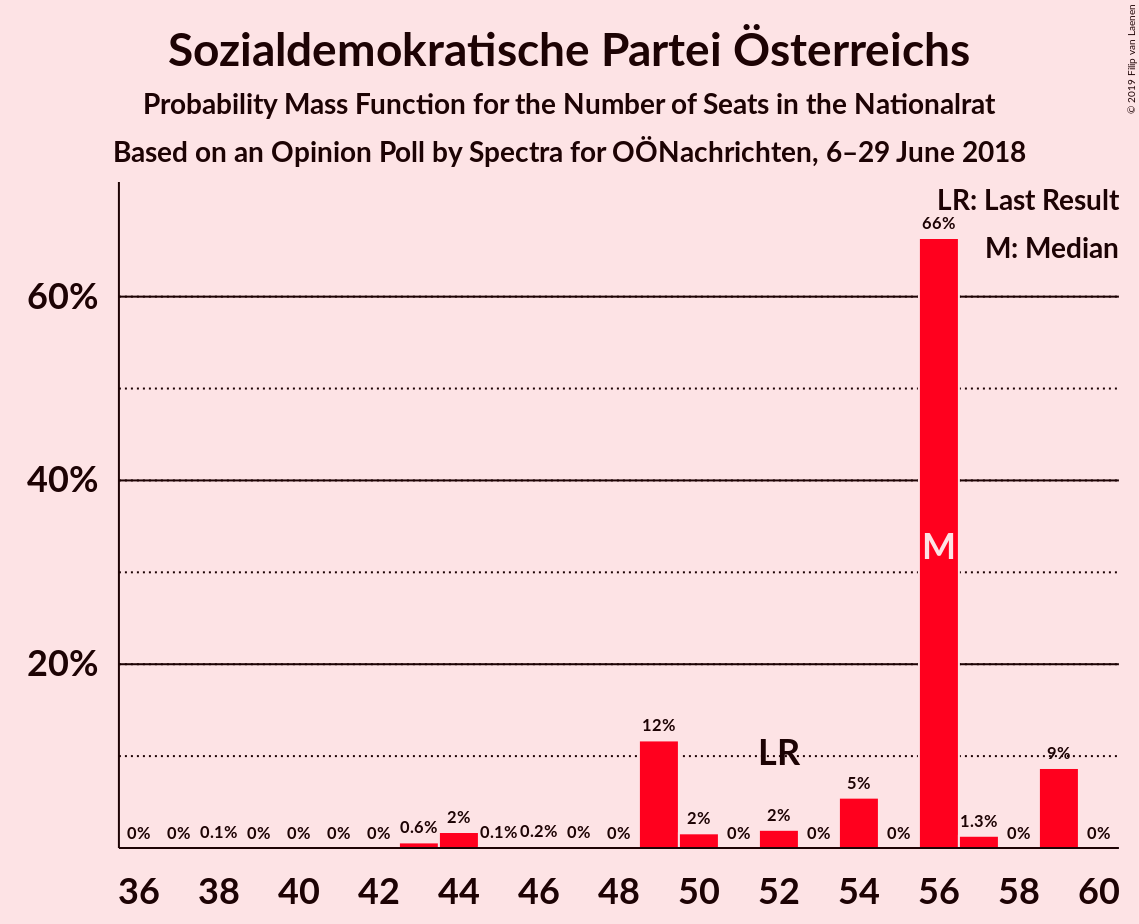 Sozialdemokratische Partei Österreichs
Probability Mass Function for the Number of Seats in the Nationalrat
Based on an Opinion Poll by Spectra for OÖNachrichten, 6–29 June 2018
© 2019 Filip van Laenen
LR: Last Result
M: Median
60%
40%
20%
0% 0% 0.1% 0% 0% 0% 0% 0.6% 2% 0.1% 0.2% 0% 0% 12% 2% 0% 2% 0% 5% 0% 66% 1.3% 0% 9% 0%
LR
M
36 38 40 42 44 46 48 50 52 54 56 58 60